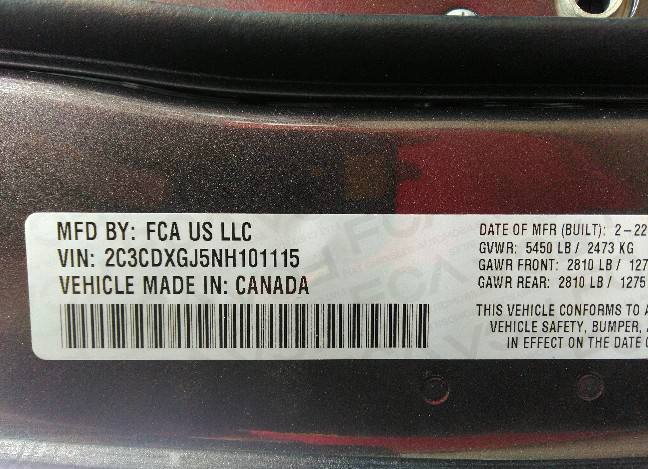 MFD BY: FCA US LLC
VIN: 2C3CDXGJ5NH101115
VEHICLE MADE IN: CANADA
DATE OF MFR (BUILT): 2-22
GVWR: 5450 LB / 2473 KG
GAWR FRONT: 2810 LB / 127
GAWR REAR: 2810 LB / 1275
THIS VEHICLE CONFORMS TO A
VEHICLE SAFETY, BUMPER, A
IN EFFECT ON THE DATE O